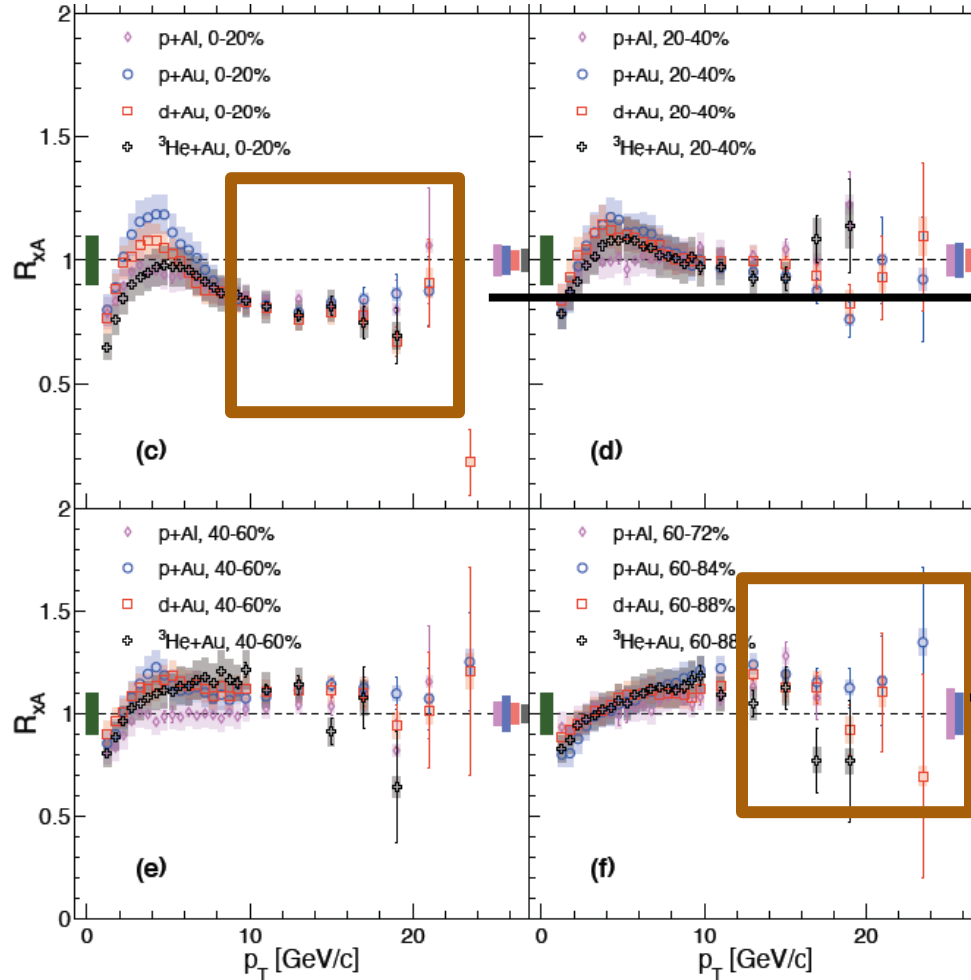 2
p+Al, 0-20%
p+Au, 0-20%
d+Au, 0-20%
³He+Au, 0-20%
1.5
1
0.5
R_xA
(c)
p+Al, 20-40%
p+Au, 20-40%
d+Au, 20-40%
³He+Au, 20-40%
(d)
2
p+Al, 40-60%
p+Au, 40-60%
d+Au, 40-60%
³He+Au, 40-60%
1.5
1
0.5
0
R_xA
(e)
p+Al, 60-72%
p+Au, 60-84%
d+Au, 60-88%
³He+Au, 60-88%
(f)
0 10 20
p_T [GeV/c]
0 10 20
p_T [GeV/c]